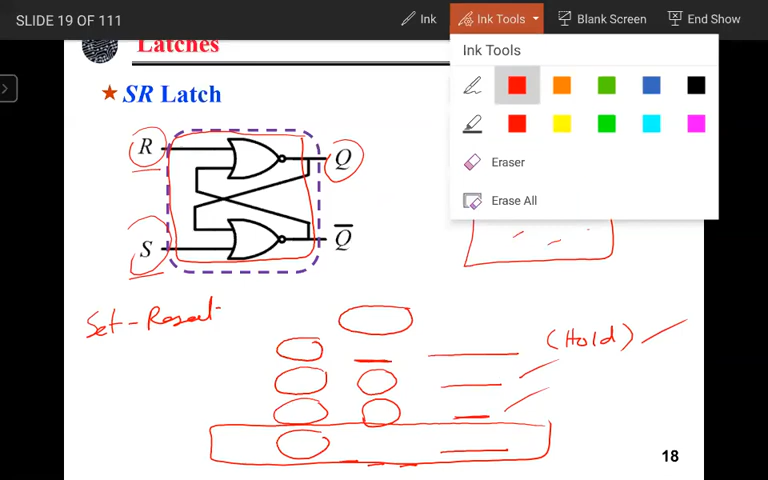 SLIDE 19 OF 111
Ink
Ink Tools
Blank Screen
End Show
Latches
Ink Tools
★ SR Latch
R
Q
Eraser
Erase All
S
Q̅
Set-Reset
(Hold)
18